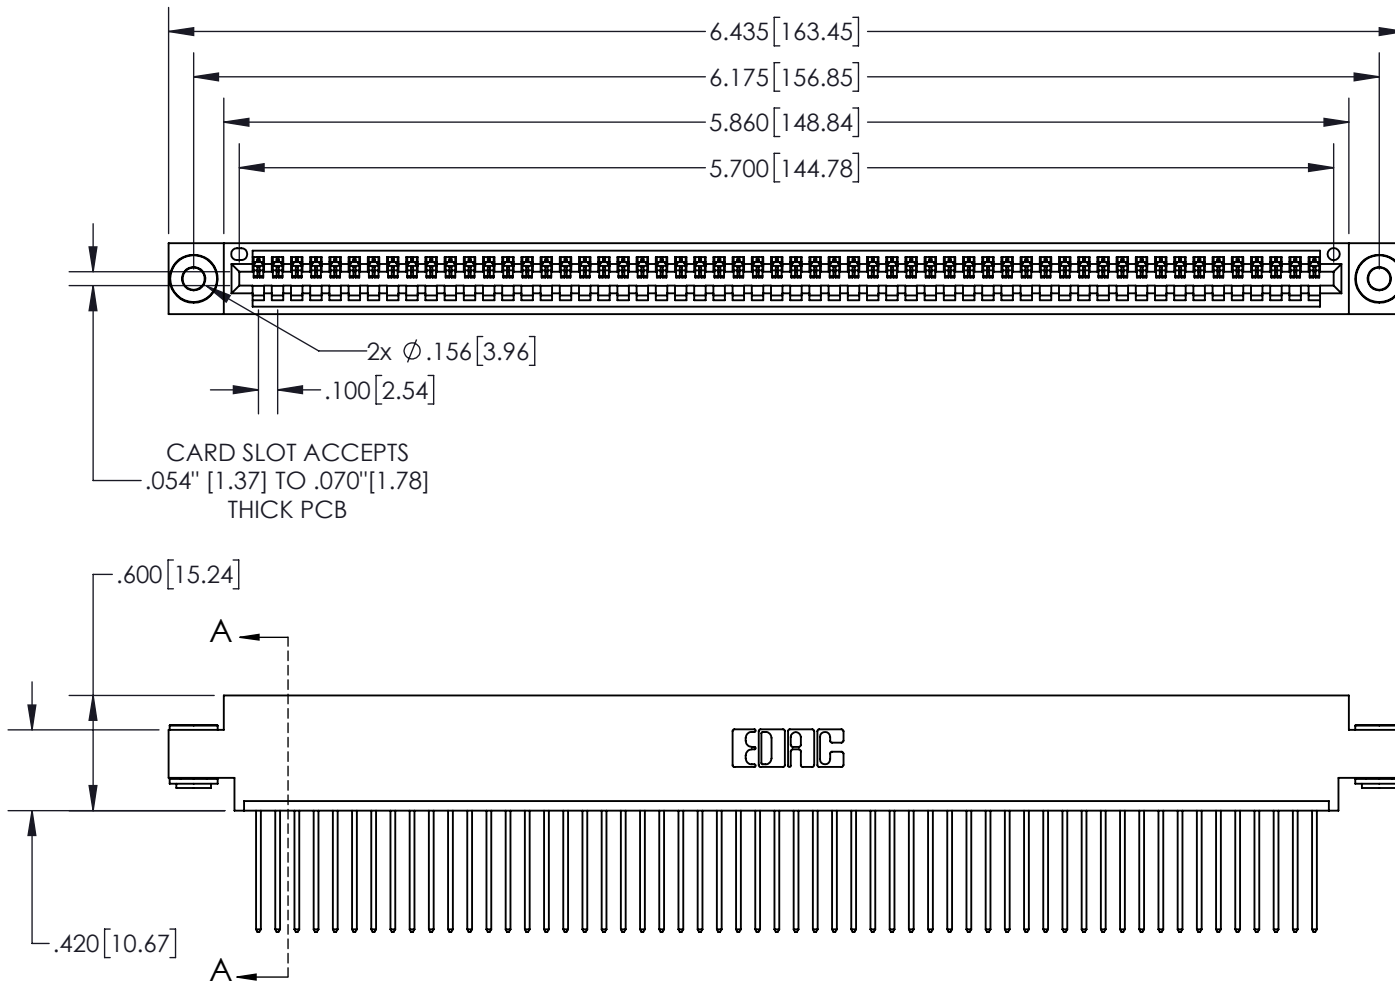 6.435[163.45]
6.175[156.85]
5.860[148.84]
5.700[144.78]
2x ∅.156[3.96]
.100[2.54]
CARD SLOT ACCEPTS
.054" [1.37] TO .070"[1.78]
THICK PCB
.600[15.24]
A
EDAC
.420[10.67]
A